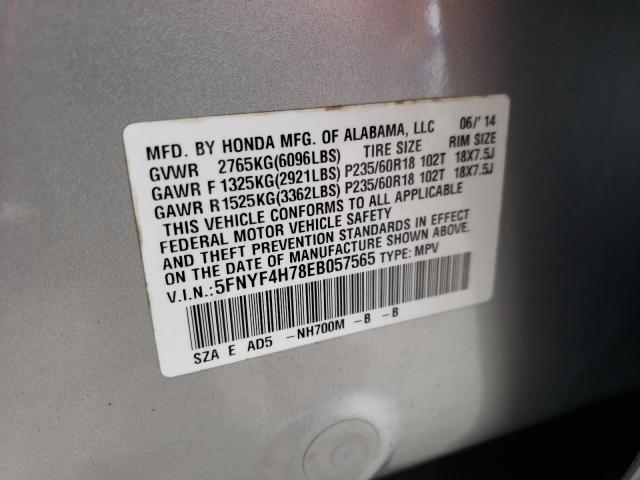 MFD. BY HONDA MFG. OF ALABAMA, LLC 06/'14
GVWR 2765KG(6096LBS) TIRE SIZE RIM SIZE
GAWR F 1325KG(2921LBS) P235/60R18 102T 18X7.5J
GAWR R 1525KG(3362LBS) P235/60R18 102T 18X7.5J
THIS VEHICLE CONFORMS TO ALL APPLICABLE
FEDERAL MOTOR VEHICLE SAFETY
AND THEFT PREVENTION STANDARDS IN EFFECT
ON THE DATE OF MANUFACTURE SHOWN ABOVE.
V.I.N.:5FNYF4H78EB057565 TYPE: MPV
SZA E AD5 -NH700M -B -B